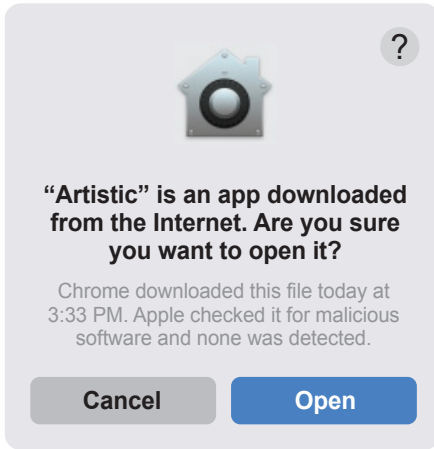 ?
“Artistic” is an app downloaded
from the Internet. Are you sure
you want to open it?
Chrome downloaded this file today at
3:33 PM. Apple checked it for malicious
software and none was detected.
Cancel
Open